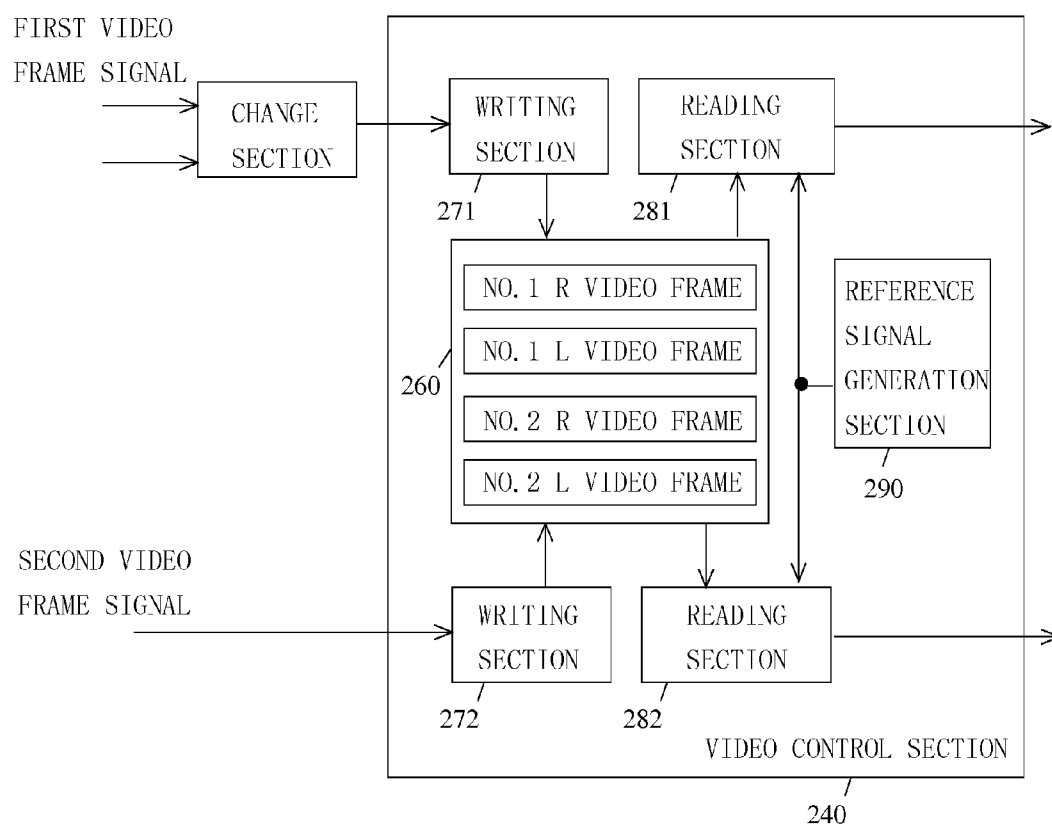 FIRST VIDEO
FRAME SIGNAL
CHANGE
SECTION
WRITING
SECTION
271
READING
SECTION
281
NO. 1 R VIDEO FRAME
NO. 1 L VIDEO FRAME
NO. 2 R VIDEO FRAME
NO. 2 L VIDEO FRAME
260
REFERENCE
SIGNAL
GENERATION
SECTION
290
SECOND VIDEO
FRAME SIGNAL
WRITING
SECTION
272
READING
SECTION
282
VIDEO CONTROL SECTION
240